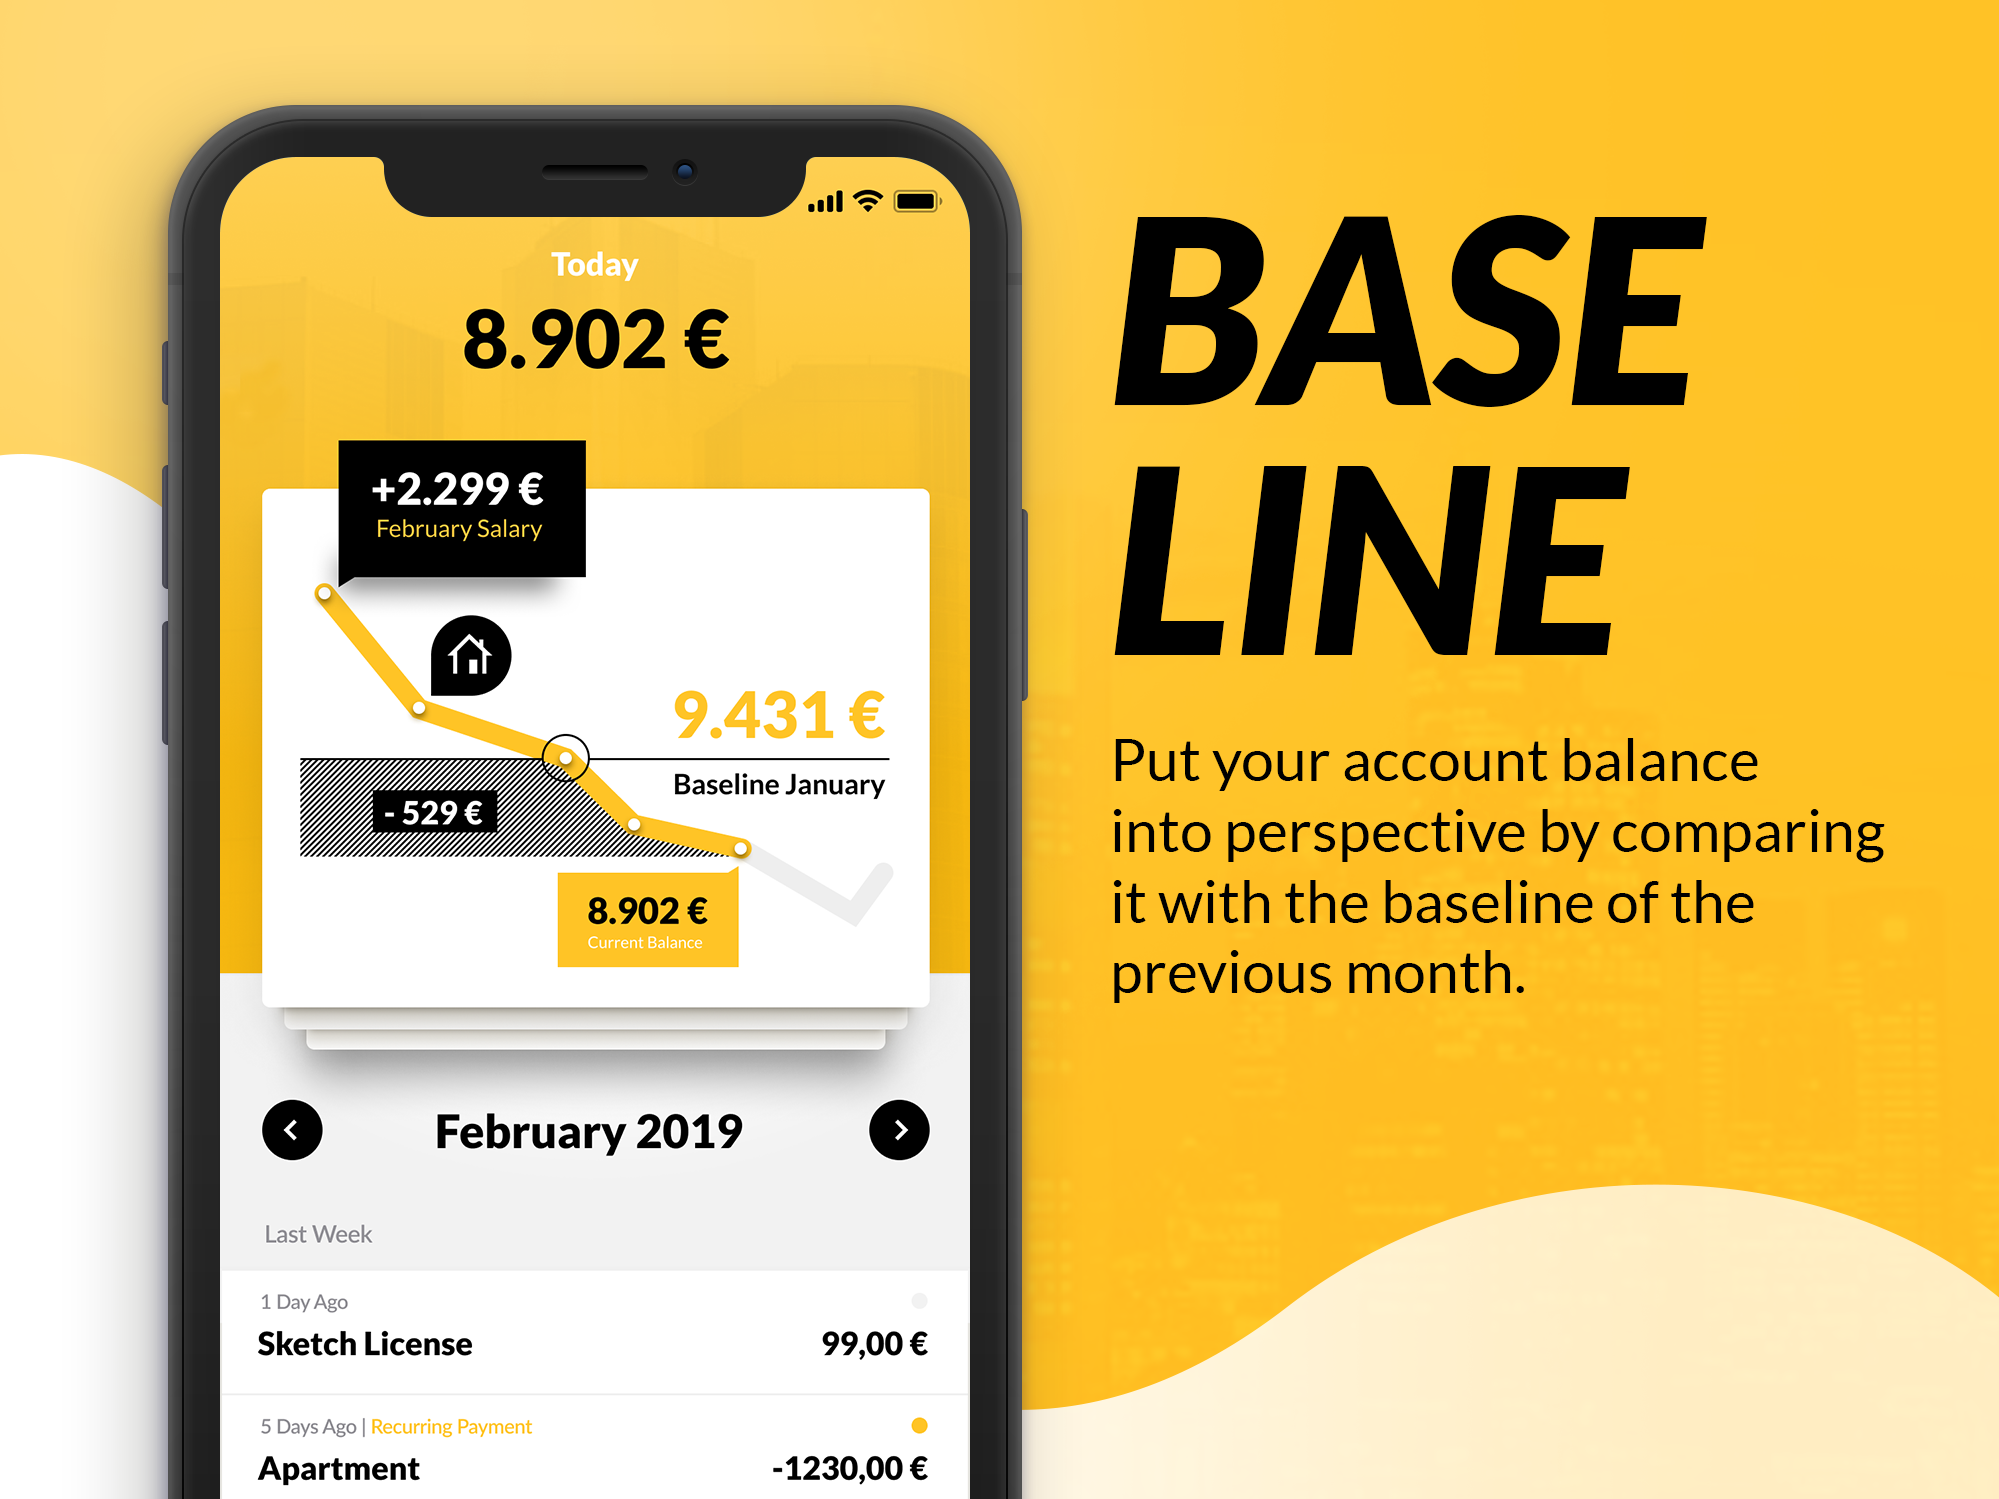 Today
8.902 €
+2.299 €
February Salary
9.431 €
Baseline January
- 529 €
8.902 €
Current Balance
February 2019
Last Week
1 Day Ago
Sketch License 99,00 €
5 Days Ago | Recurring Payment
Apartment -1230,00 €
BASE
LINE
Put your account balance
into perspective by comparing
it with the baseline of the
previous month.